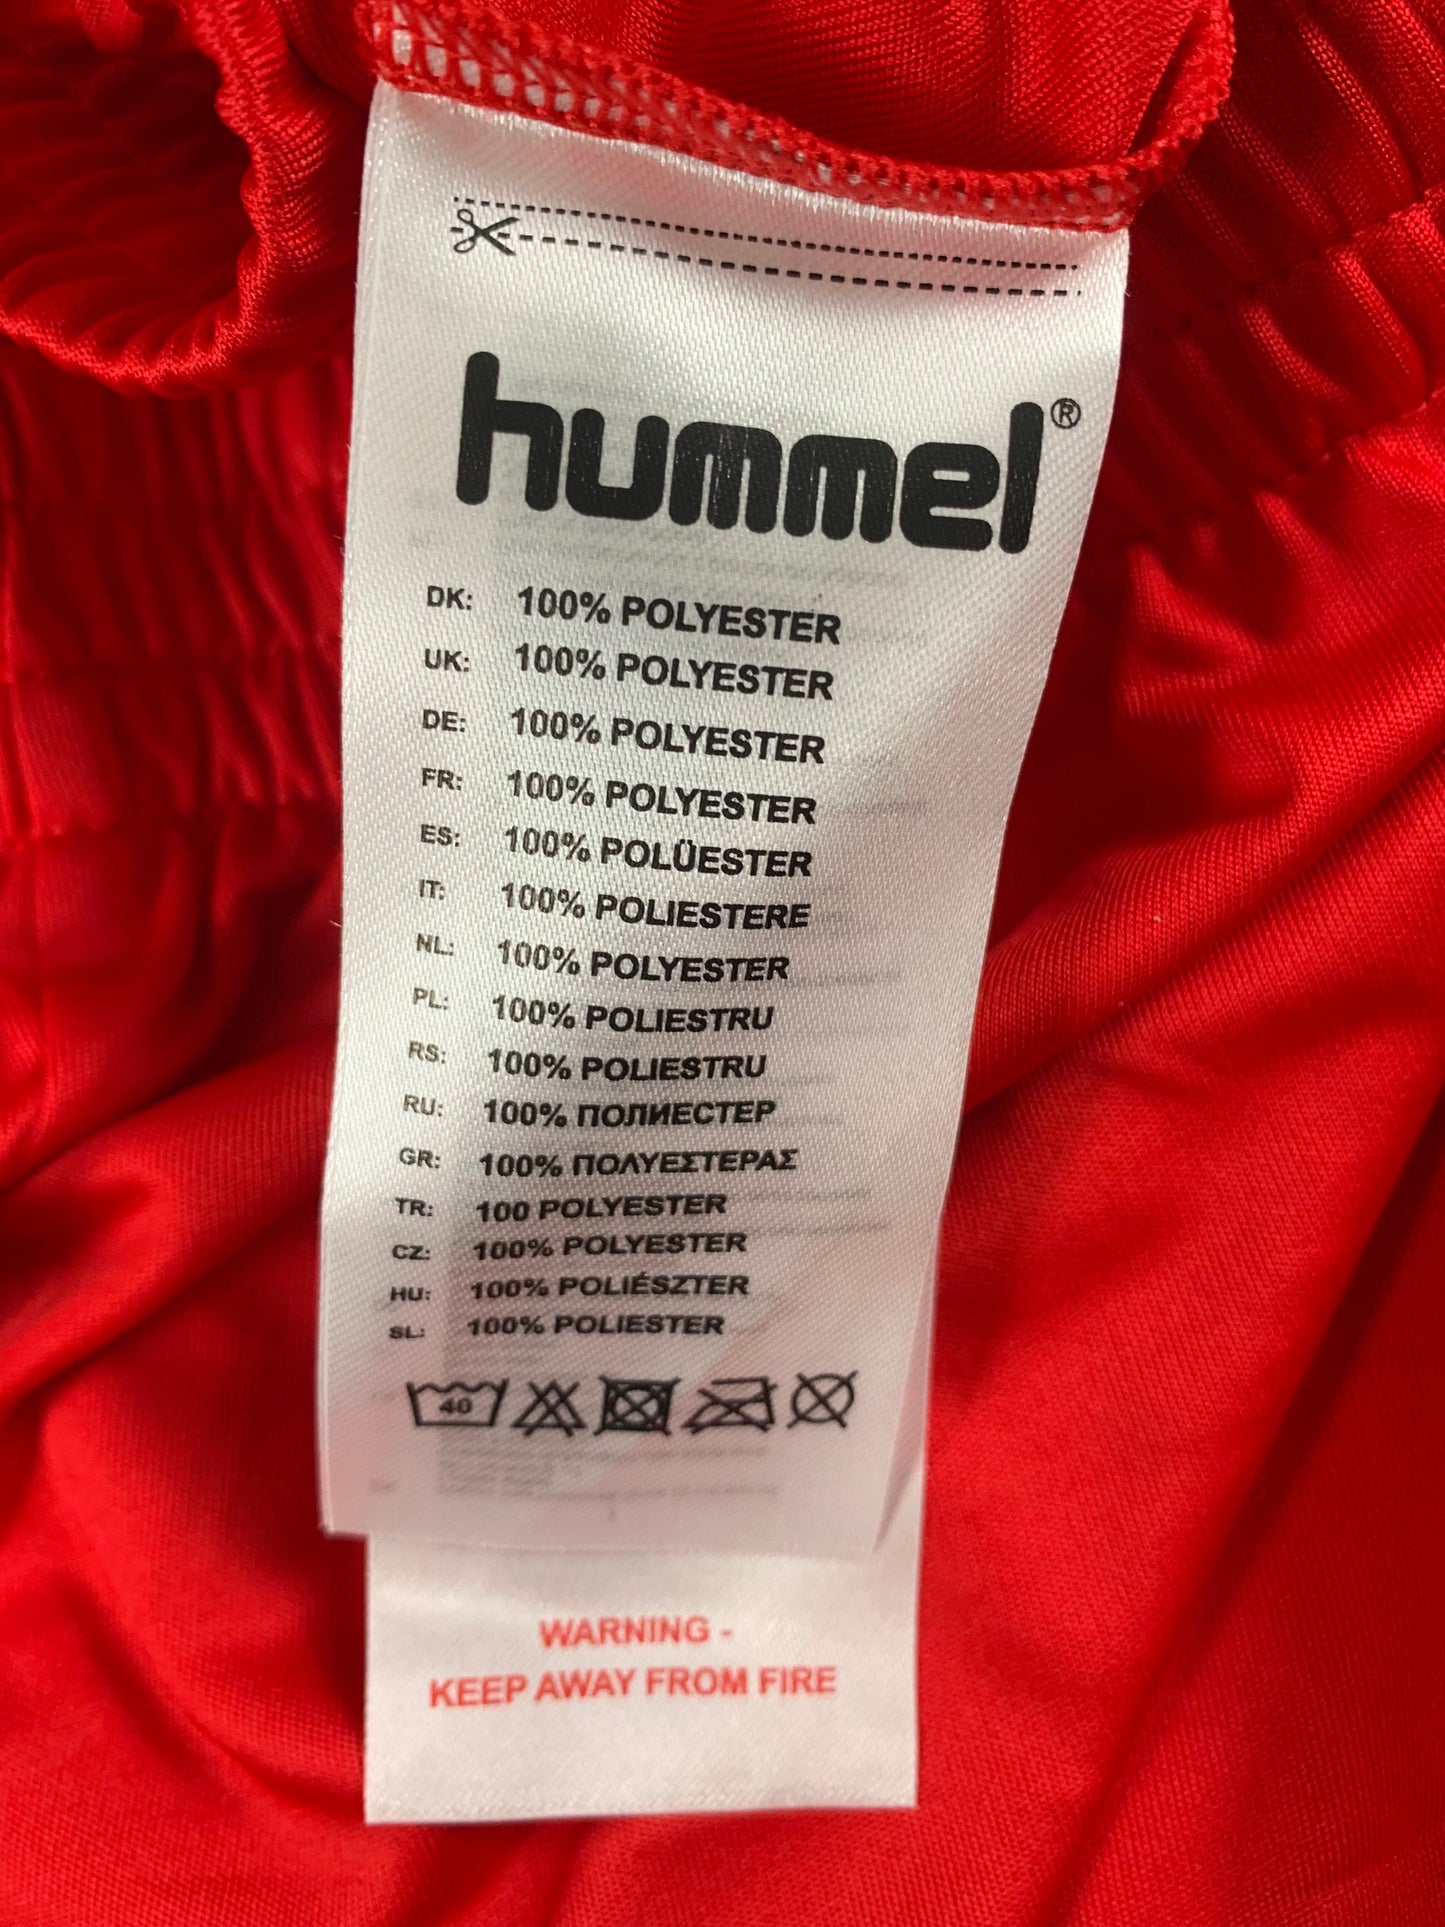 hummel®
DK: 100% POLYESTER
UK: 100% POLYESTER
DE: 100% POLYESTER
FR: 100% POLYESTER
ES: 100% POLÜESTER
IT: 100% POLIESTERE
NL: 100% POLYESTER
PL: 100% POLIESTRU
RS: 100% POLIESTRU
RU: 100% ПОЛИЕСТЕР
GR: 100% ΠΟΛΥΕΣΤΕΡΑΣ
TR: 100 POLYESTER
CZ: 100% POLYESTER
HU: 100% POLIÉSZTER
SL: 100% POLIESTER
40
WARNING -
KEEP AWAY FROM FIRE